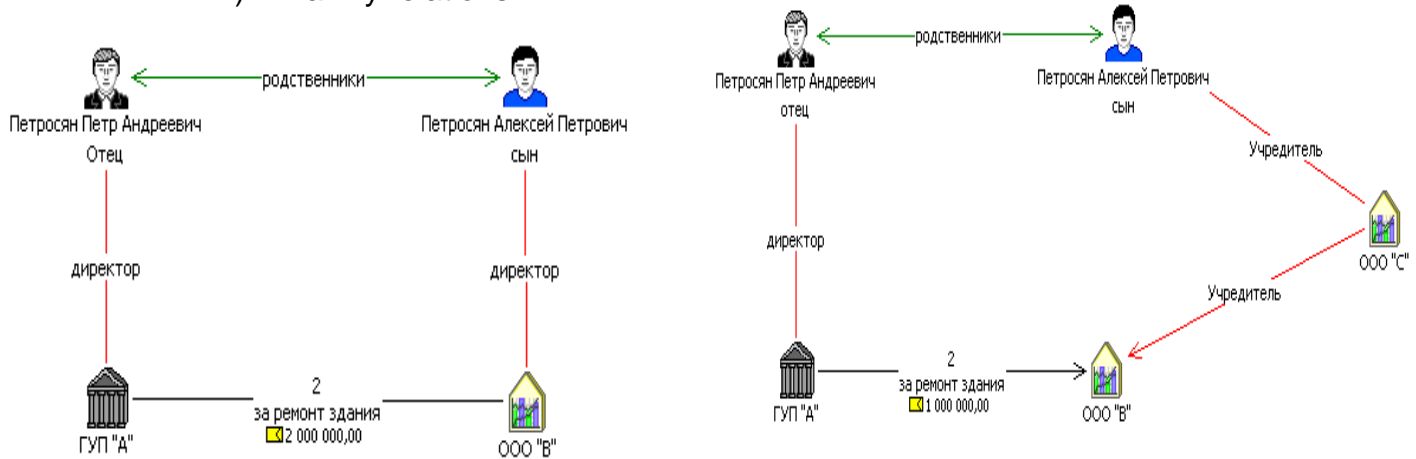 родственники
Петросян Петр Андреевич
Отец
Петросян Алексей Петрович
сын
директор
директор
2
за ремонт здания
2 000 000,00
ГУП "А"
ООО "В"
родственники
Петросян Петр Андреевич
отец
Петросян Алексей Петрович
сын
Учредитель
директор
ООО "С"
Учредитель
2
за ремонт здания
1 000 000,00
ГУП "А"
ООО "В"